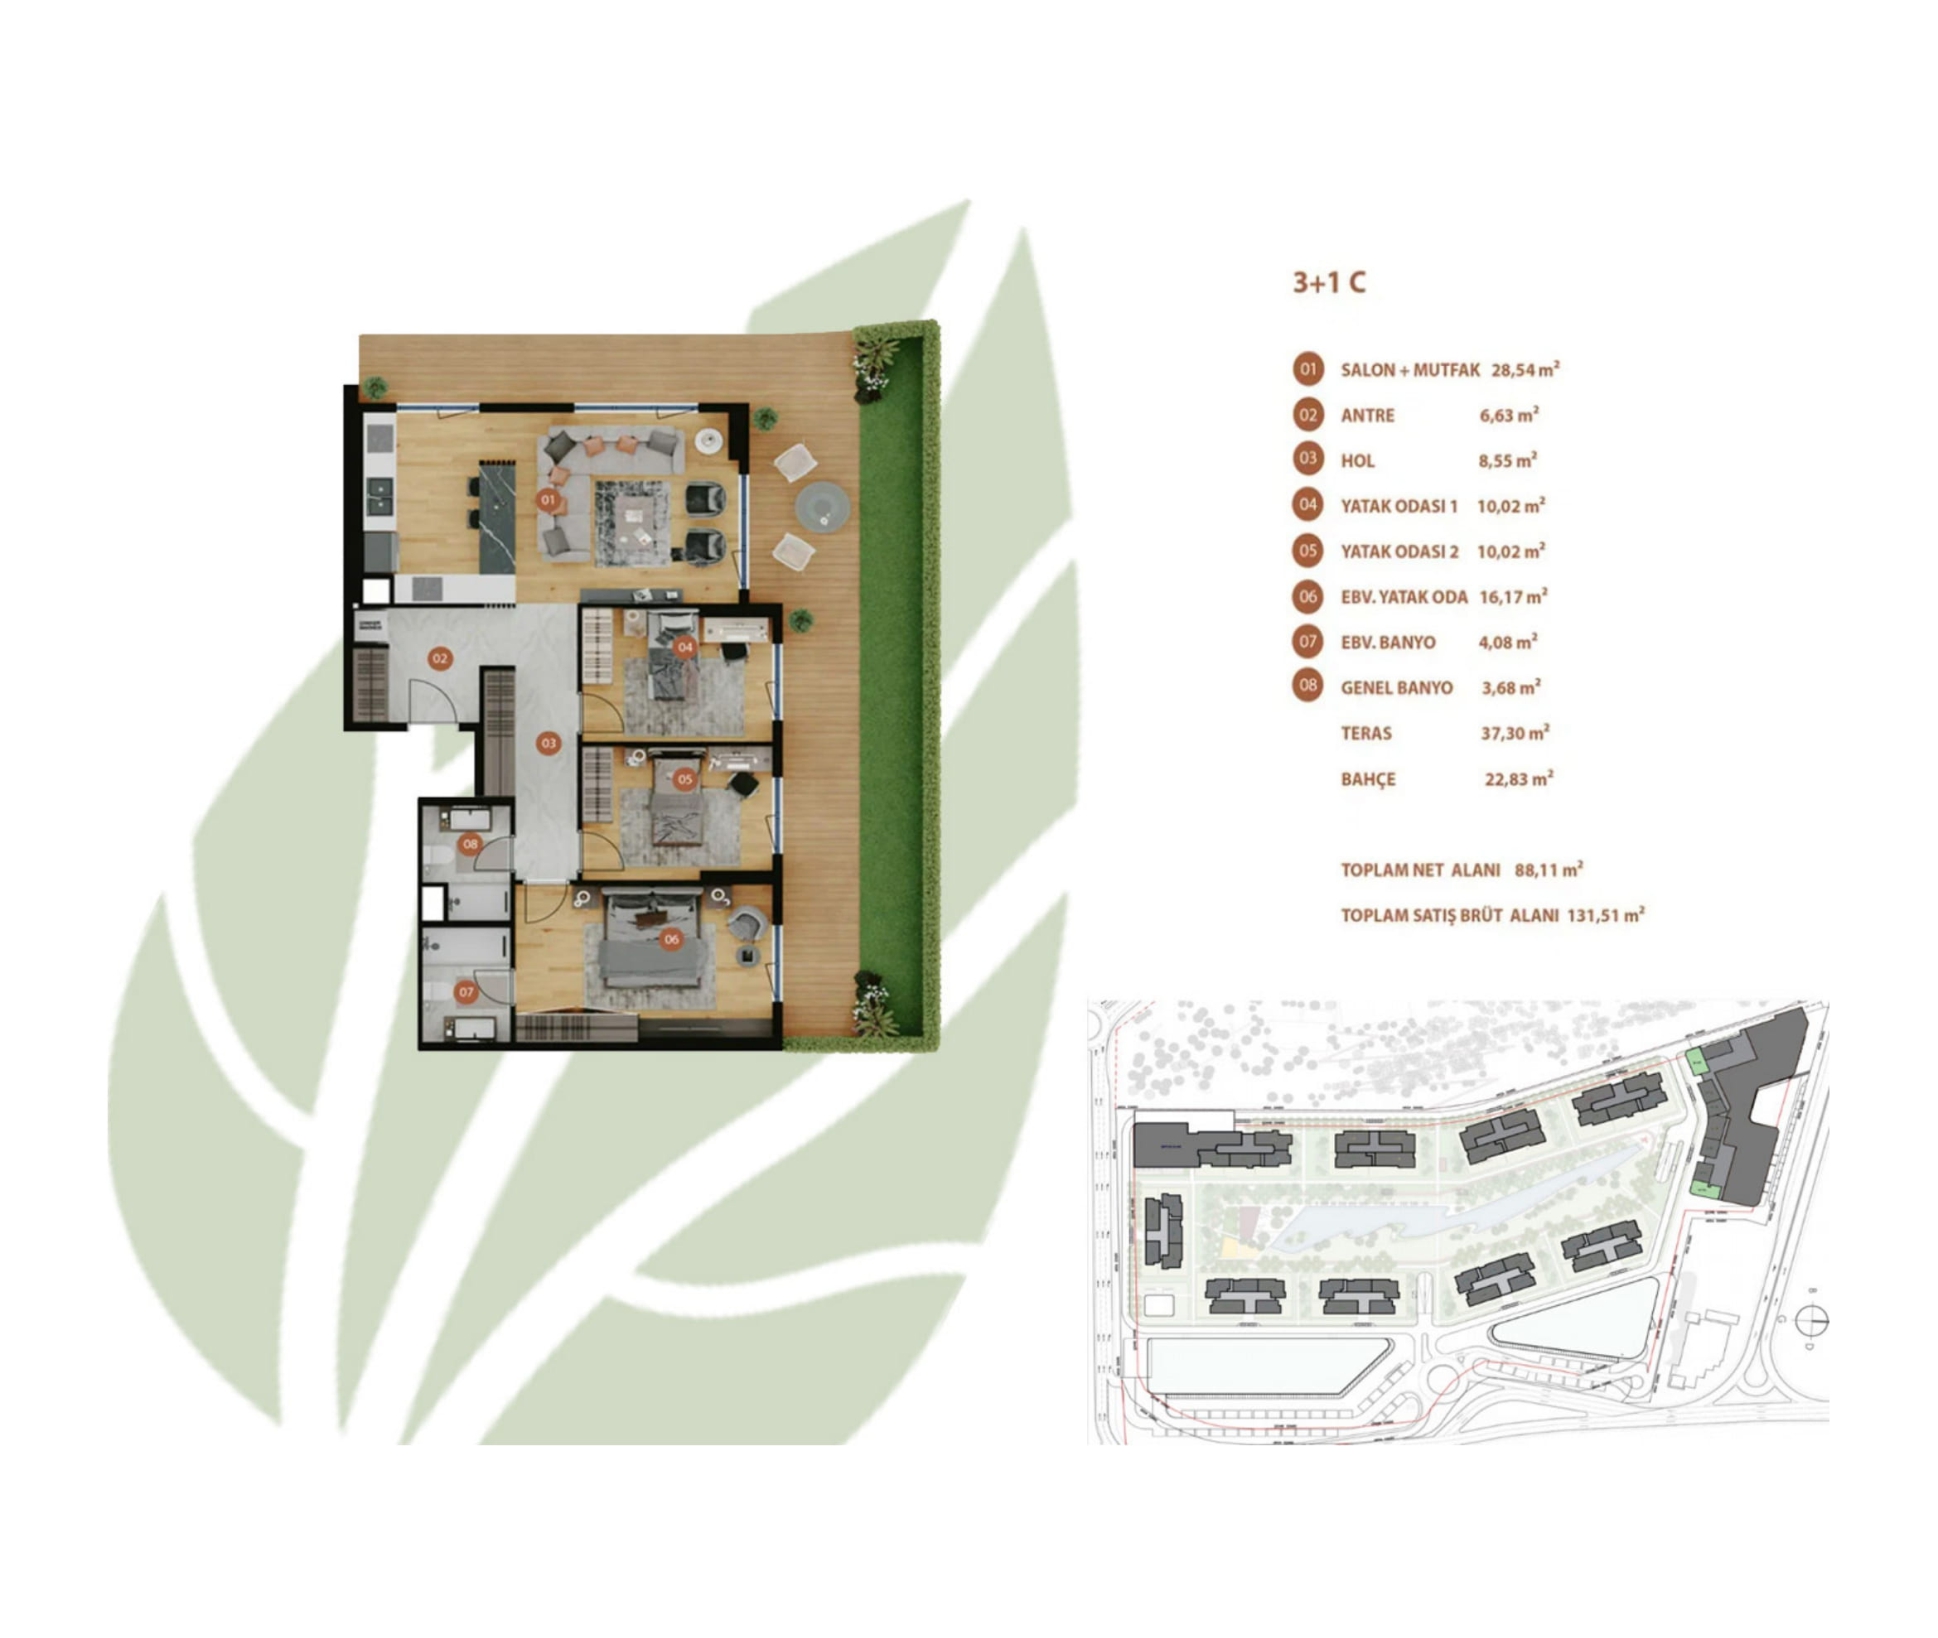 3+1 C
01 SALON + MUTFAK 28,54 m²
02 ANTRE 6,63 m²
03 HOL 8,55 m²
04 YATAK ODASI 1 10,02 m²
05 YATAK ODASI 2 10,02 m²
06 EBV. YATAK ODA 16,17 m²
07 EBV. BANYO 4,08 m²
08 GENEL BANYO 3,68 m²
TERAS 37,30 m²
BAHÇE 22,83 m²
TOPLAM NET ALANI 88,11 m²
TOPLAM SATIŞ BRÜT ALANI 131,51 m²
01
02
04
03
05
08
06
07